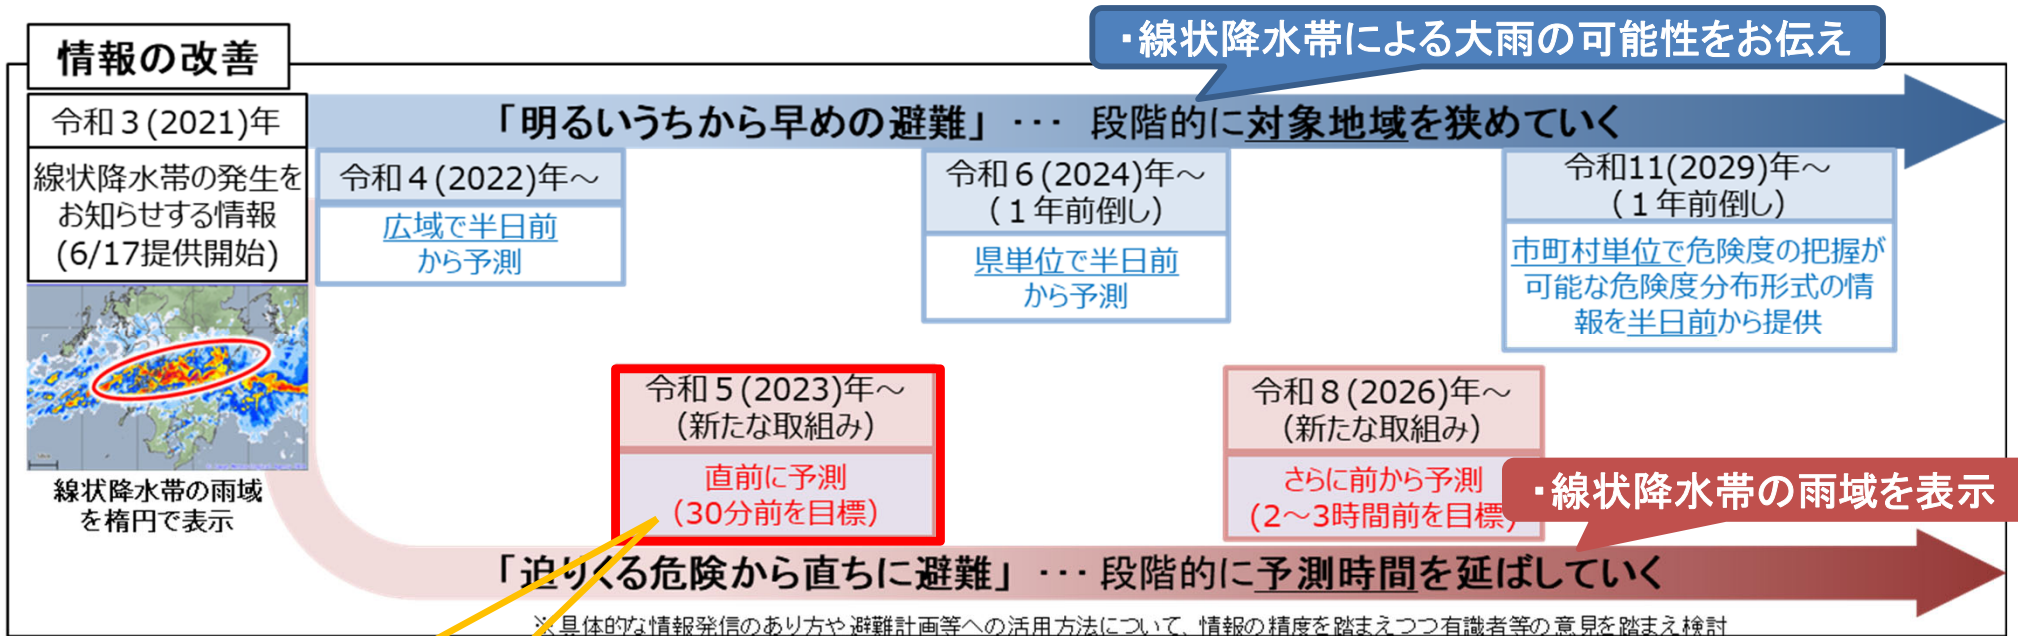 ・線状降水帯による大雨の可能性をお伝え
情報の改善
令和３(2021)年
「明るいうちから早めの避難」・・・ 段階的に対象地域を狭めていく
線状降水帯の発生を
お知らせする情報
(6/17提供開始)
令和４(2022)年～
広域で半日前
から予測
令和６(2024)年～
(１年前倒し)
県単位で半日前
から予測
令和11(2029)年～
(１年前倒し)
市町村単位で危険度の把握が
可能な危険度分布形式の情
報を半日前から提供
線状降水帯の雨域
を楕円で表示
令和５(2023)年～
(新たな取組み)
直前に予測
(30分前を目標)
令和８(2026)年～
(新たな取組み)
さらに前から予測
(2～3時間前を目標)
・線状降水帯の雨域を表示
「迫りくる危険から直ちに避難」・・・ 段階的に予測時間を延ばしていく
※具体的な情報発信のあり方や避難計画等への活用方法について、情報の精度を踏まえつつ有識者等の意見を踏まえ検討